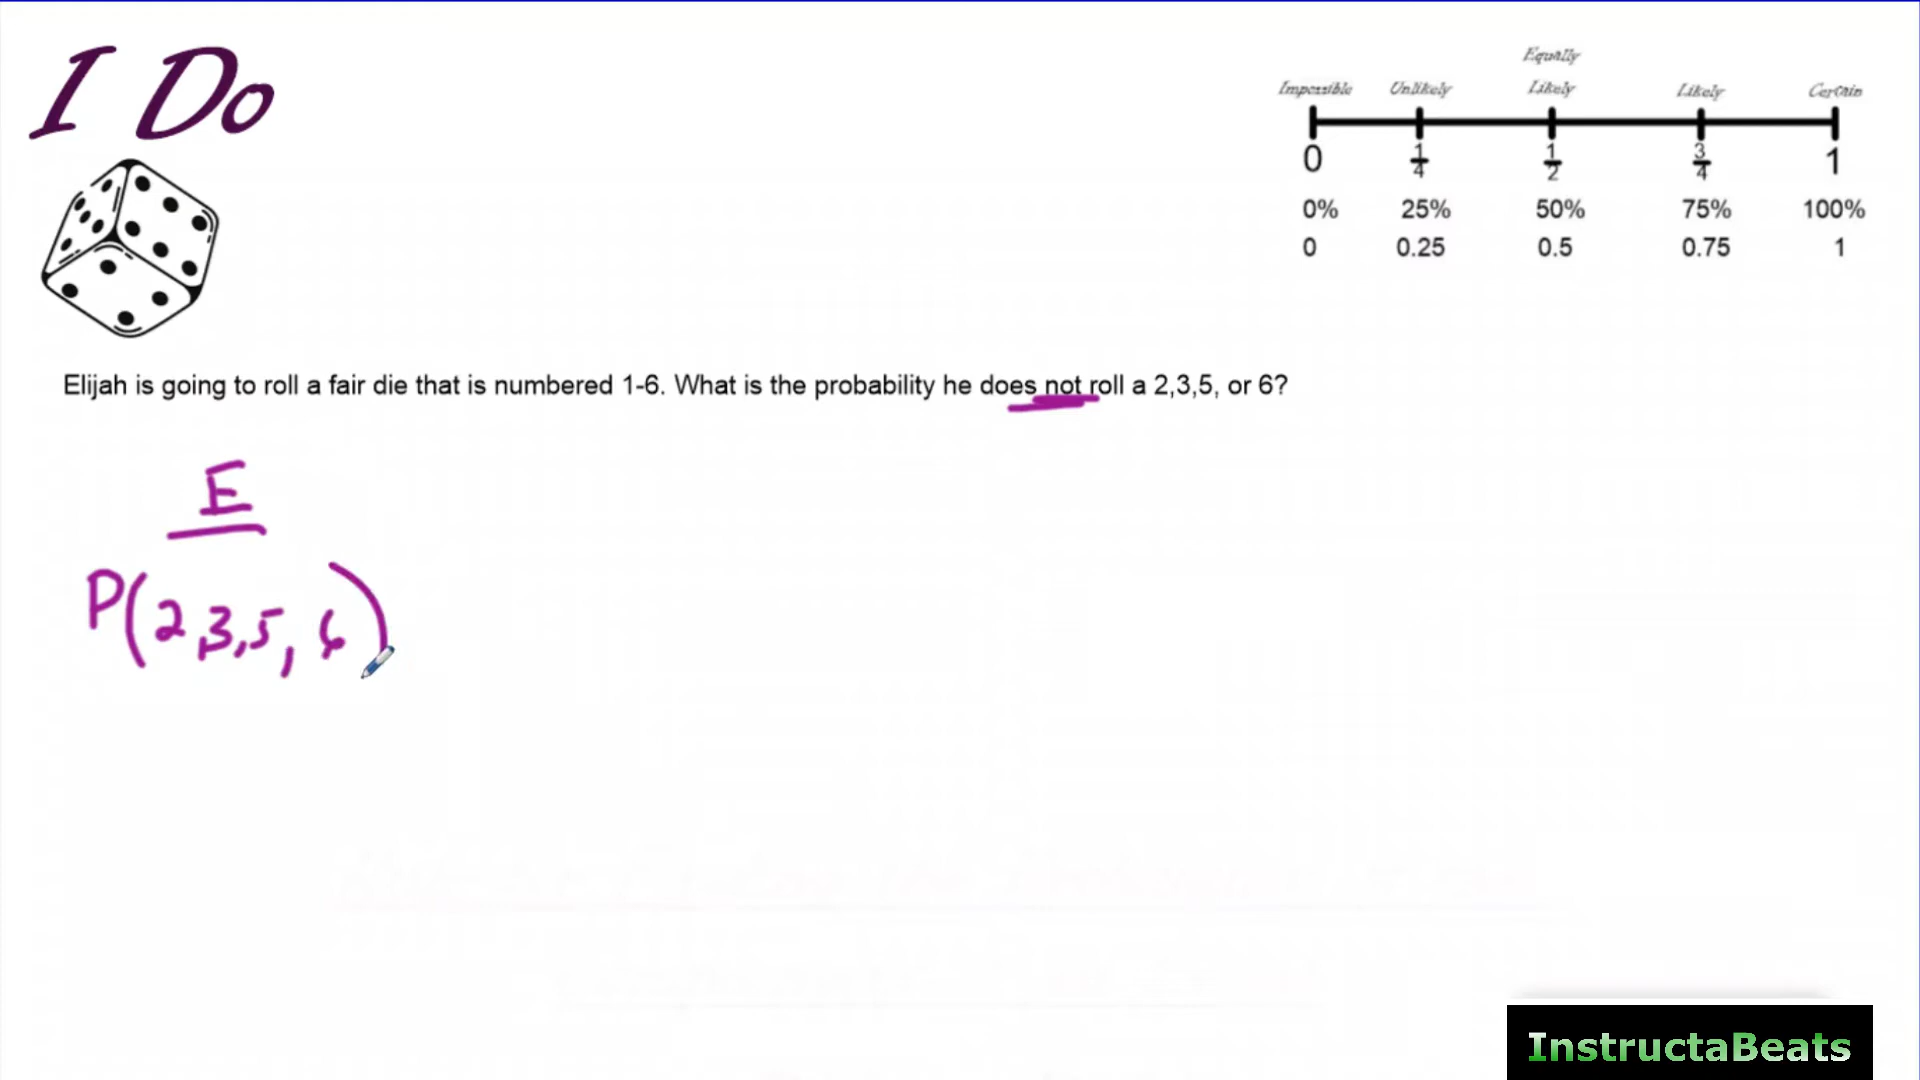 I Do
Equally
Impossible Unlikely Likely Likely Certain
0 1/4 1/2 3/4 1
0% 25% 50% 75% 100%
0 0.25 0.5 0.75 1
Elijah is going to roll a fair die that is numbered 1-6. What is the probability he does not roll a 2,3,5, or 6?
E
P(2,3,5, 6)
InstructaBeats